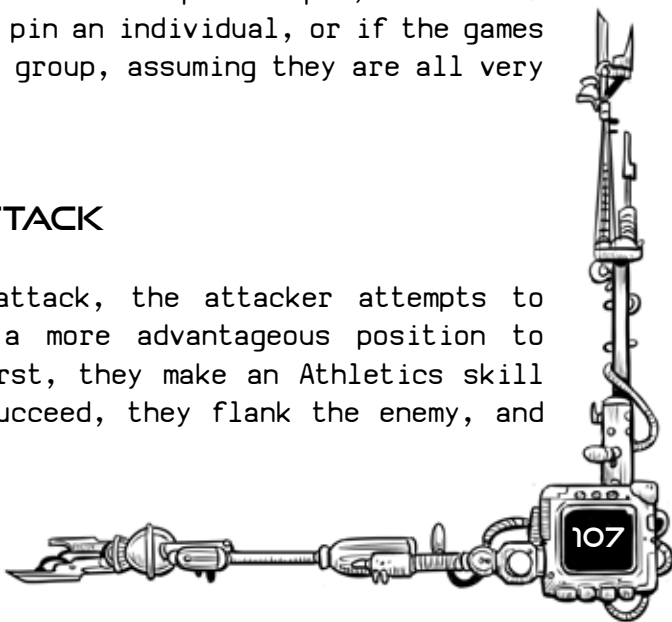 pin an individual, or if the games
group, assuming they are all very
TTACK
attack, the attacker attempts to
a more advantageous position to
rst, they make an Athletics skill
ucceed, they flank the enemy, and
107